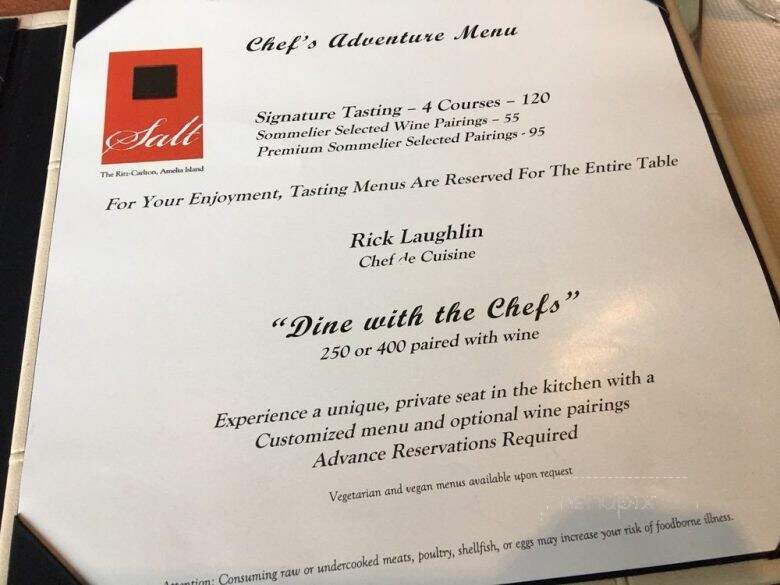 Chef's Adventure Menu
Salt
The Ritz-Carlton, Amelia Island
Signature Tasting – 4 Courses – 120
Sommelier Selected Wine Pairings – 55
Premium Sommelier Selected Pairings - 95
For Your Enjoyment, Tasting Menus Are Reserved For The Entire Table
Rick Laughlin
Chef de Cuisine
“Dine with the Chefs”
250 or 400 paired with wine
Experience a unique, private seat in the kitchen with a
Customized menu and optional wine pairings
Advance Reservations Required
Vegetarian and vegan menus available upon request
menupix
Attention: Consuming raw or undercooked meats, poultry, shellfish, or eggs may increase your risk of foodborne illness.